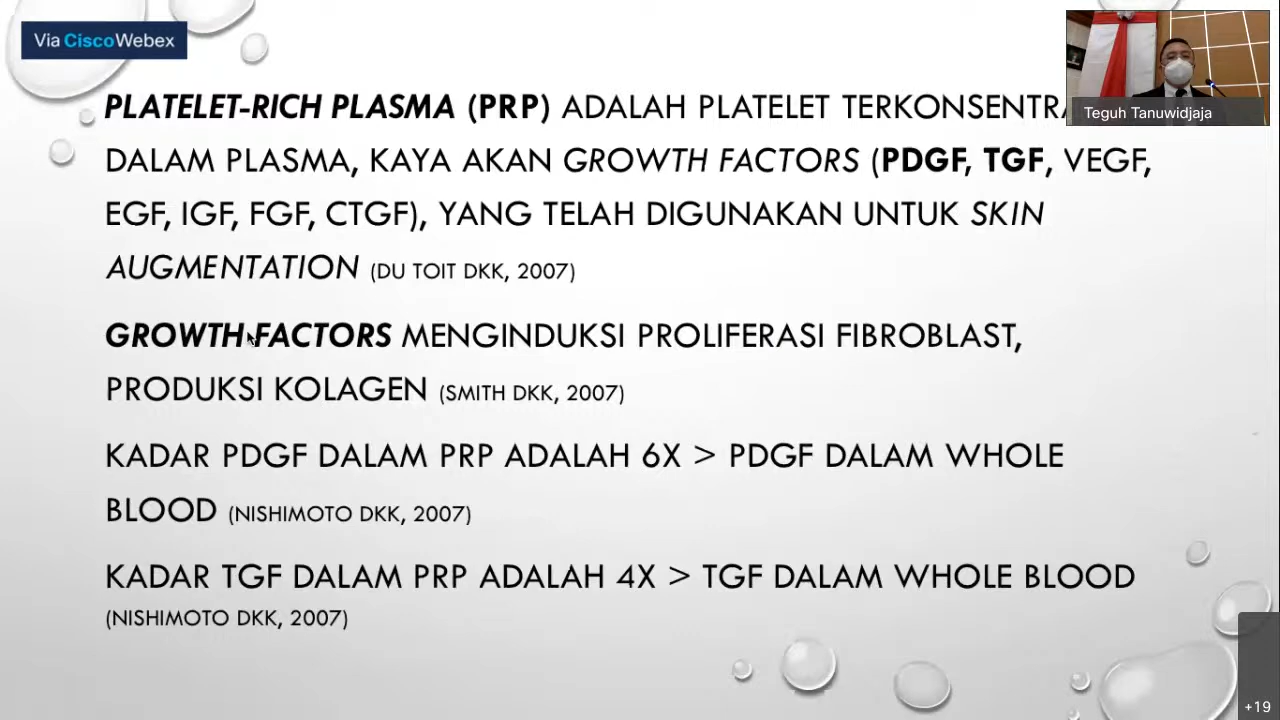 Via CiscoWebex
PLATELET-RICH PLASMA (PRP) ADALAH PLATELET
DALAM PLASMA, KAYA AKAN GROWTH FACTORS (PDGF, TGF, VEGF,
EGF, IGF, FGF, CTGF), YANG TELAH DIGUNAKAN UNTUK SKIN
AUGMENTATION (DU TOIT DKK, 2007)
GROWTH FACTORS MENGINDUKSI PROLIFERASI FIBROBLAST,
PRODUKSI KOLAGEN (SMITH DKK, 2007)
KADAR PDGF DALAM PRP ADALAH 6X > PDGF DALAM WHOLE
BLOOD (NISHIMOTO DKK, 2007)
KADAR TGF DALAM PRP ADALAH 4X > TGF DALAM WHOLE BLOOD
(NISHIMOTO DKK, 2007)
Teguh Tanuwidjaja
+19